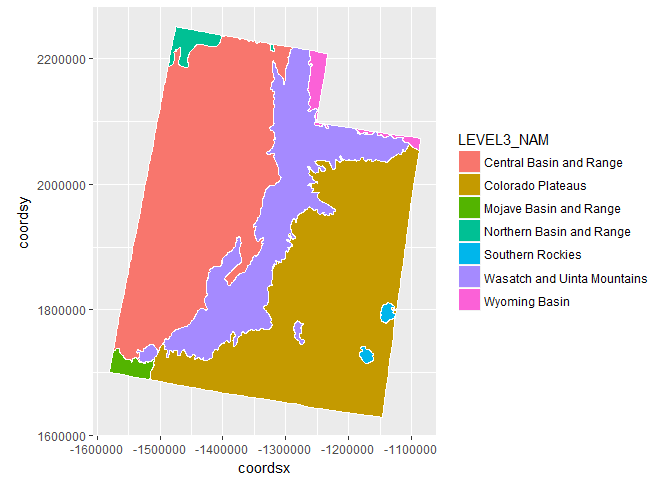 2200000
2000000
1800000
1600000
coordsy
-1600000 -1500000 -1400000 -1300000 -1200000 -1100000
coordsx
LEVEL3_NAM
Central Basin and Range
Colorado Plateaus
Mojave Basin and Range
Northern Basin and Range
Southern Rockies
Wasatch and Uinta Mountains
Wyoming Basin